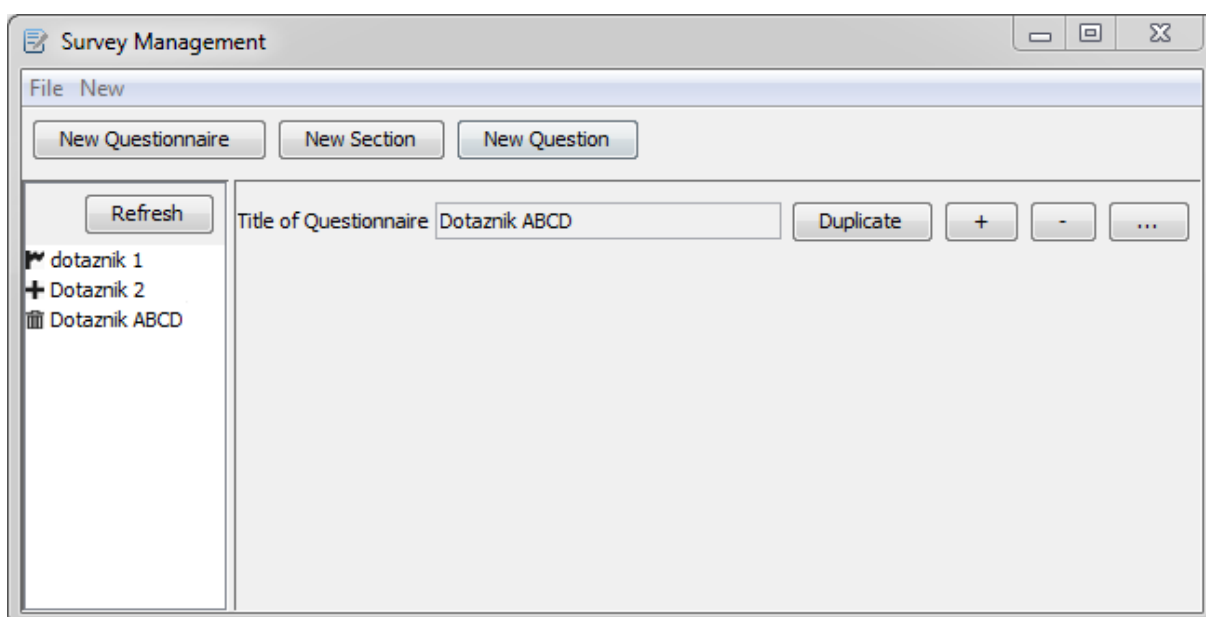 Survey Management
File New
New Questionnaire New Section New Question
Refresh
Title of Questionnaire Dotaznik ABCD Duplicate + - ...
dotaznik 1
Dotaznik 2
Dotaznik ABCD